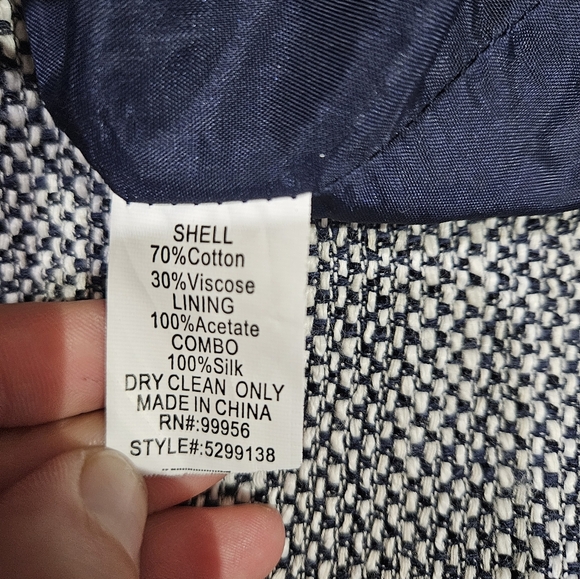 SHELL
70%Cotton
30%Viscose
LINING
100%Acetate
COMBO
100%Silk
DRY CLEAN ONLY
MADE IN CHINA
RN#:99956
STYLE#:5299138